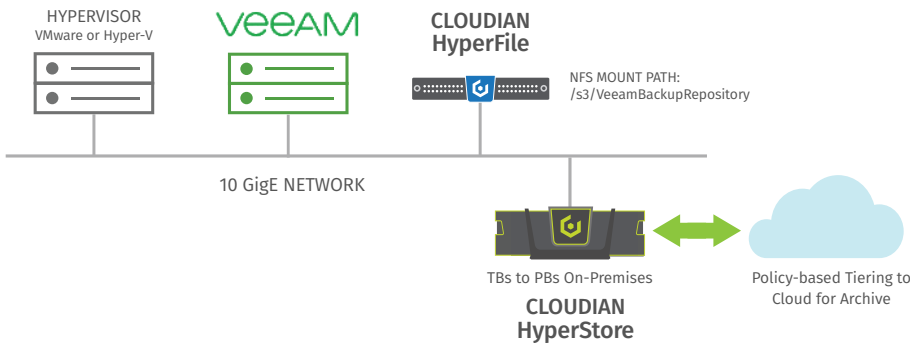 HYPERVISOR
VMware or Hyper-V
veeAM
CLOUDIAN
HyperFile
NFS MOUNT PATH:
/s3/VeeamBackupRepository
10 GigE NETWORK
TBs to PBs On-Premises
CLOUDIAN
HyperStore
Policy-based Tiering to
Cloud for Archive